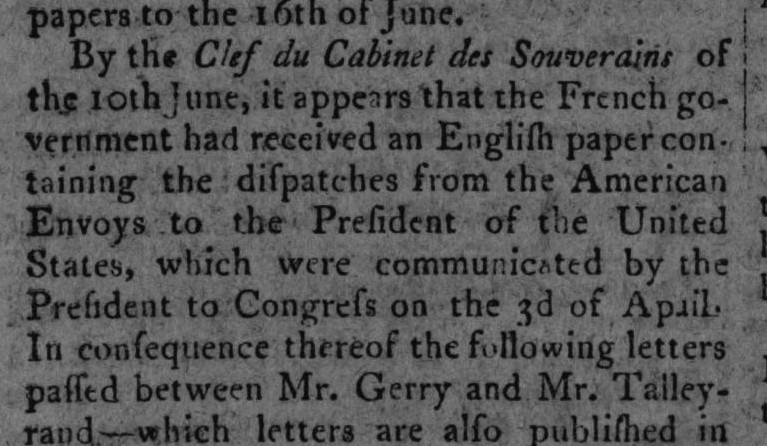 papers to the 16th of June.
By the Clef du Cabinet des Souverains of
the 10th June, it appears that the French go-
vernment had received an Engliſh paper con-
taining the diſpatches from the American
Envoys to the Preſident of the United
States, which were communicated by the
Preſident to Congreſs on the 3d of Apail.
In conſequence thereof the following letters
paſſed between Mr. Gerry and Mr. Talley-
rand—which letters are alſo publiſhed in